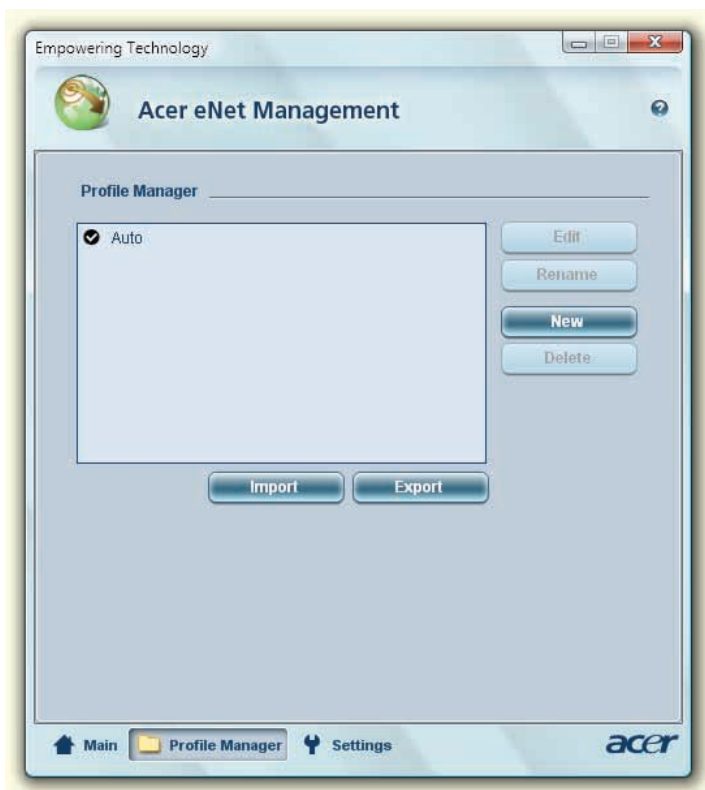 Empowering Technology
Acer eNet Management
Profile Manager
Auto
Edit
Rename
New
Delete
Import Export
Main Profile Manager Settings acer